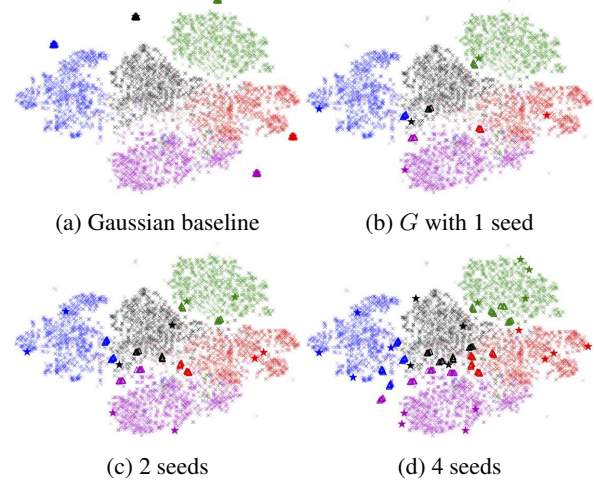 (a) Gaussian baseline
(b) G with 1 seed
(c) 2 seeds
(d) 4 seeds